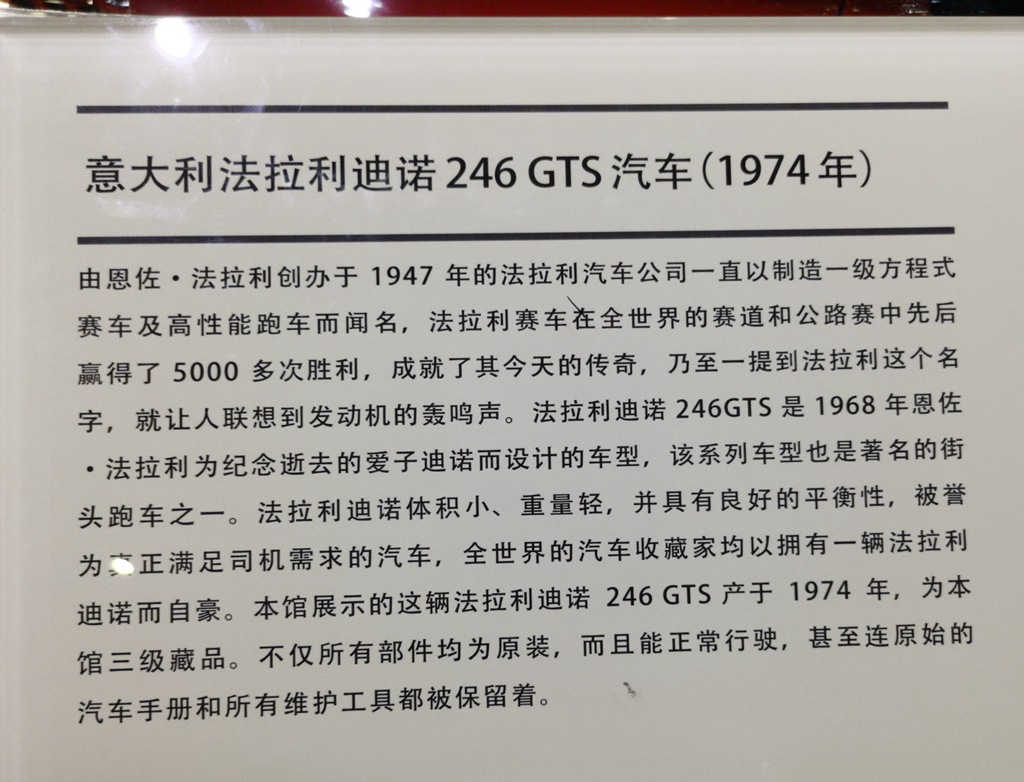 意大利法拉利迪诺 246 GTS 汽车（1974 年）
由恩佐·法拉利创办于 1947 年的法拉利汽车公司一直以制造一级方程式
赛车及高性能跑车而闻名，法拉利赛车在全世界的赛道和公路赛中先后
赢得了 5000 多次胜利，成就了其今天的传奇，乃至一提到法拉利这个名
字，就让人联想到发动机的轰鸣声。法拉利迪诺 246GTS 是 1968 年恩佐
·法拉利为纪念逝去的爱子迪诺而设计的车型，该系列车型也是著名的街
头跑车之一。法拉利迪诺体积小、重量轻，并具有良好的平衡性，被誉
为真正满足司机需求的汽车，全世界的汽车收藏家均以拥有一辆法拉利
迪诺而自豪。本馆展示的这辆法拉利迪诺 246 GTS 产于 1974 年，为本
馆三级藏品。不仅所有部件均为原装，而且能正常行驶，甚至连原始的
汽车手册和所有维护工具都被保留着。